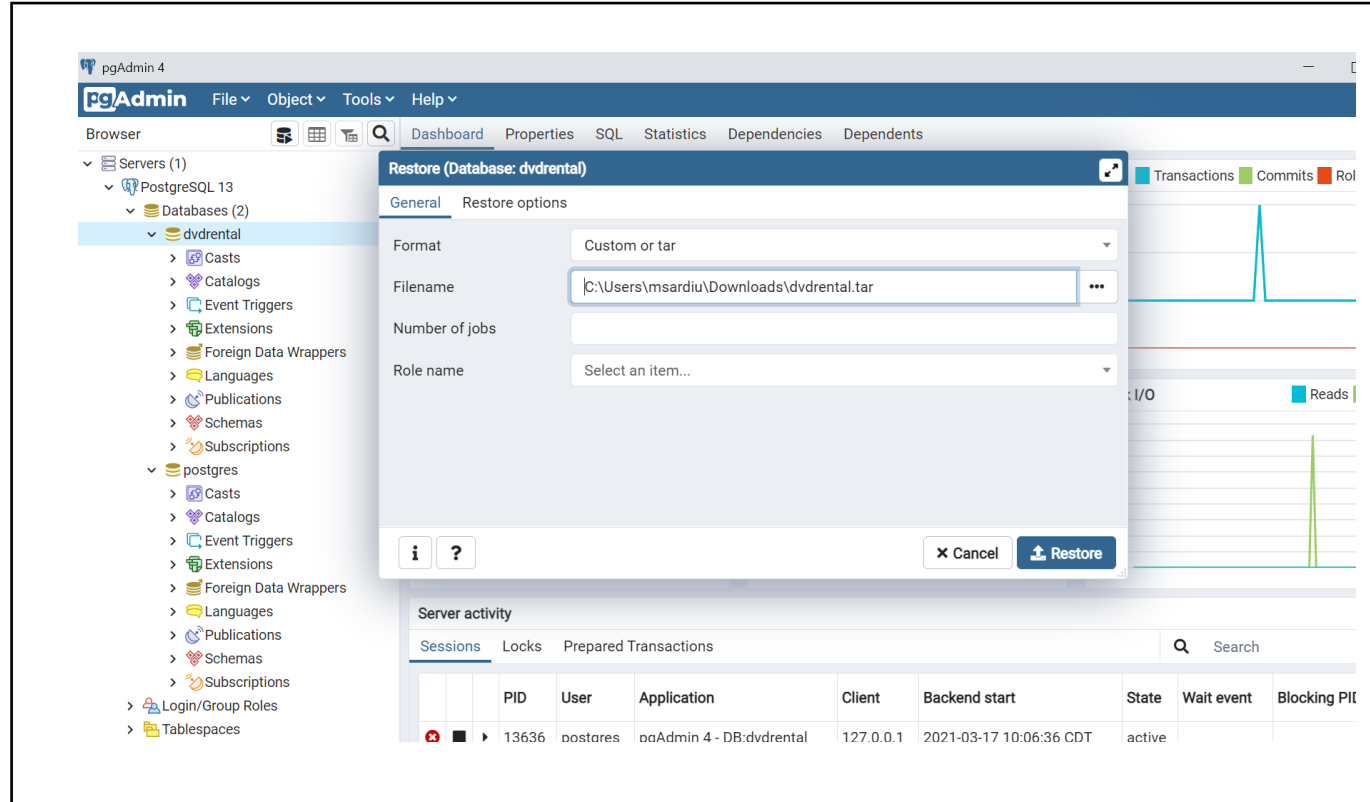 pgAdmin 4
pgAdmin File Object Tools Help
Browser
Dashboard Properties SQL Statistics Dependencies Dependents
Servers (1)
PostgreSQL 13
Databases (2)
dvdrental
Casts
Catalogs
Event Triggers
Extensions
Foreign Data Wrappers
Languages
Publications
Schemas
Subscriptions
postgres
Casts
Catalogs
Event Triggers
Extensions
Foreign Data Wrappers
Languages
Publications
Schemas
Subscriptions
Login/Group Roles
Tablespaces
Restore (Database: dvdrental)
General Restore options
Format Custom or tar
Filename C:\Users\msardiu\Downloads\dvdrental.tar
Number of jobs
Role name Select an item...
i ? Cancel Restore
Transactions Commits Rol
I/O Reads
Server activity
Sessions Locks Prepared Transactions Search
PID User Application Client Backend start State Wait event Blocking PI
13636 postgres pgAdmin 4 - DB:dvdrental 127.0.0.1 2021-03-17 10:06:36 CDT active